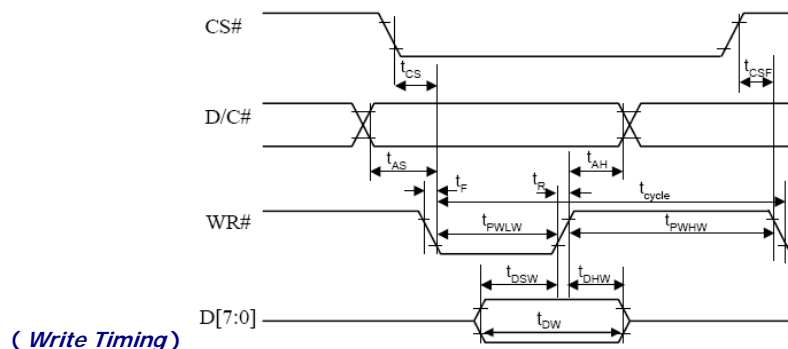 CS#
tCS
tCSF
D/C#
tAS
tF
tR
tAH
tcycle
WR#
tPWLW
tPWHW
tDSW
tDHW
D[7:0]
tDW
( Write Timing)